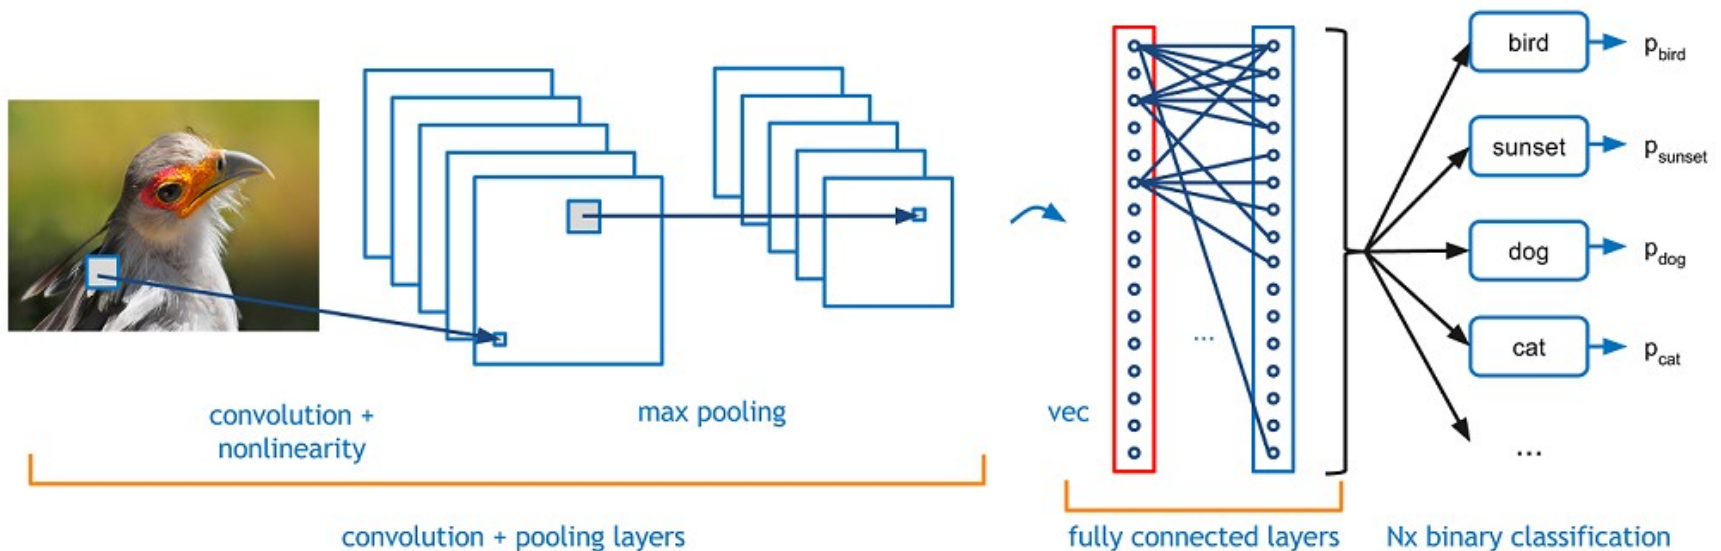 bird
p_bird
sunset
p_sunset
dog
p_dog
cat
p_cat
...
...
convolution +
nonlinearity
max pooling
vec
convolution + pooling layers
fully connected layers
Nx binary classification